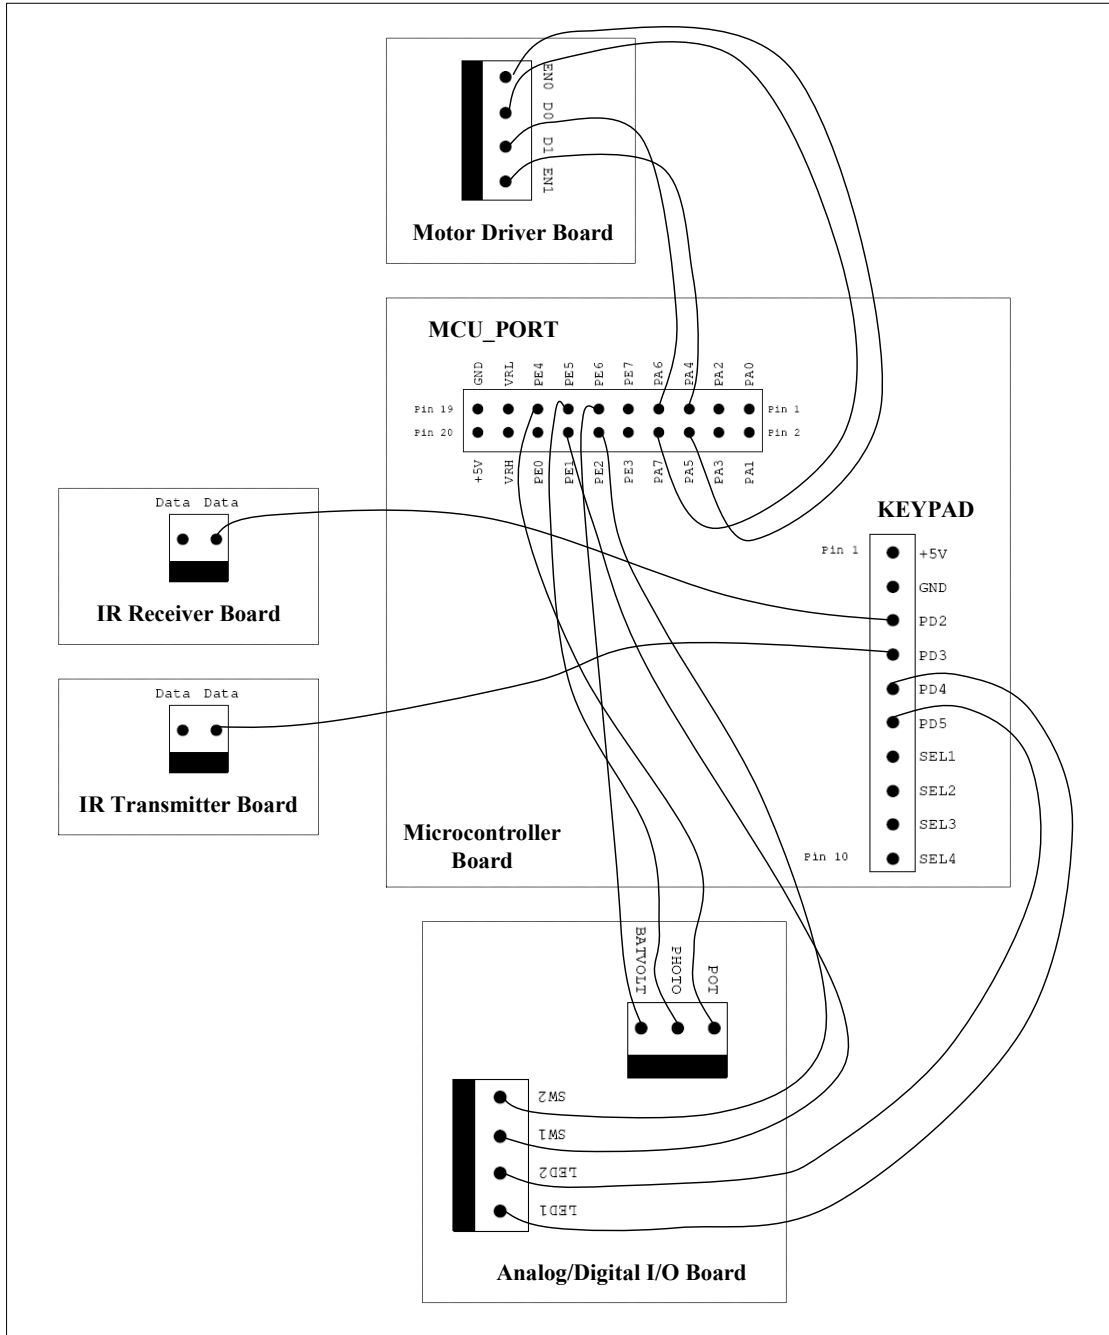 EN0
D0
D1
EN1
Motor Driver Board
MCU_PORT
GND VRL PE4 PE5 PE6 PE7 PA6 PA4 PA2 PA0
Pin 19 Pin 1
Pin 20 Pin 2
+5V VRH PE0 PE1 PE2 PE3 PA7 PA5 PA3 PA1
Data Data
IR Receiver Board
KEYPAD
Pin 1 +5V
GND
PD2
PD3
PD4
PD5
SEL1
SEL2
SEL3
Pin 10 SEL4
Data Data
IR Transmitter Board
Microcontroller
Board
BATVOLT PHOTO POT
SW2
SW1
LED2
LED1
Analog/Digital I/O Board